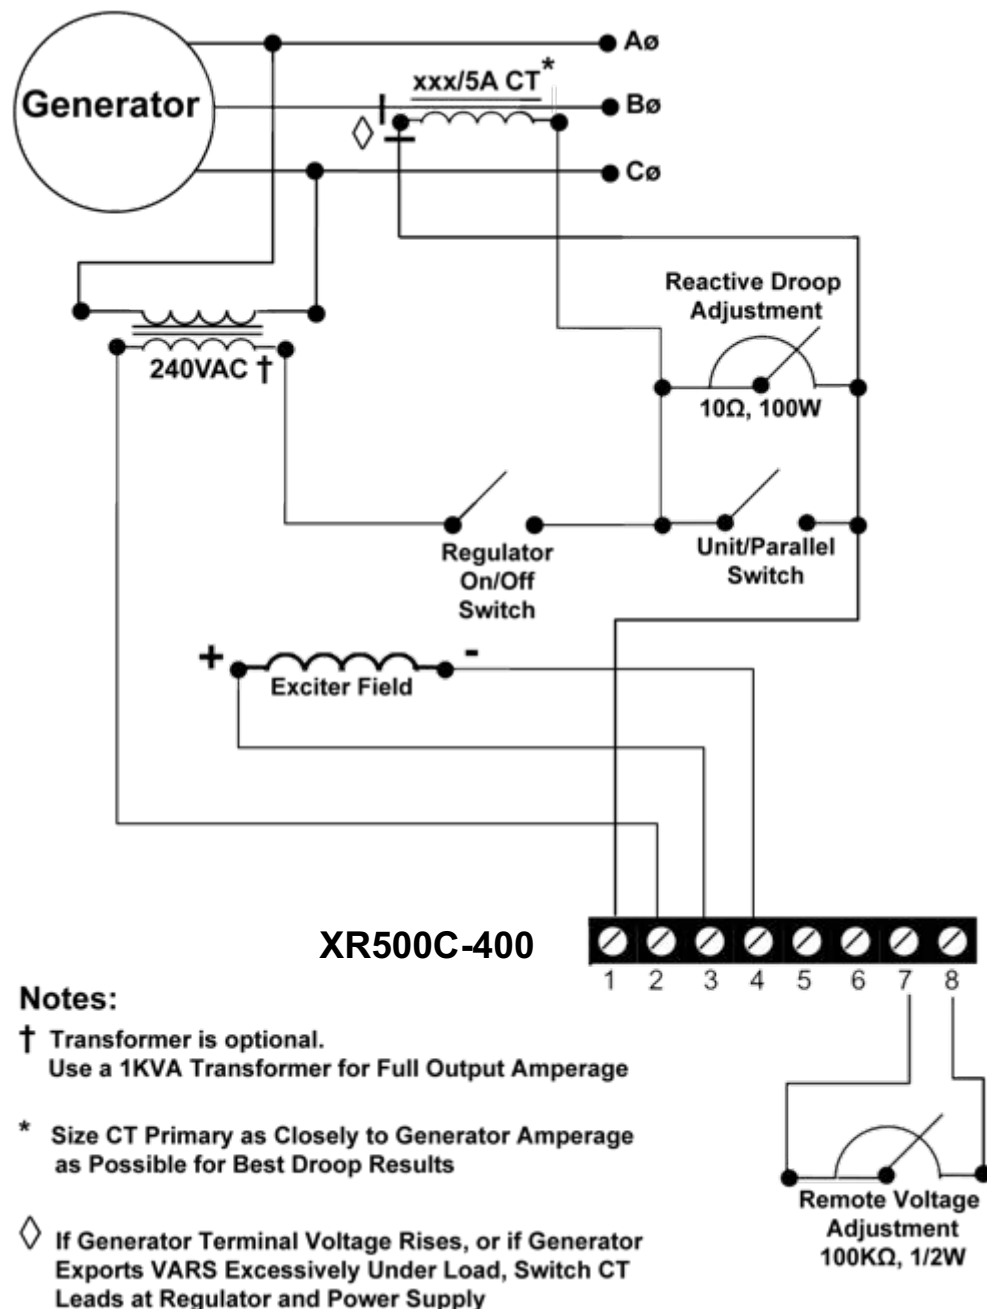 Generator
Aø
xxx/5A CT*
Bø
◊
Cø
Reactive Droop
Adjustment
240VAC †
10Ω, 100W
Regulator
On/Off
Switch
Unit/Parallel
Switch
+
-
Exciter Field
XR500C-400
1 2 3 4 5 6 7 8
Notes:
† Transformer is optional.
Use a 1KVA Transformer for Full Output Amperage
* Size CT Primary as Closely to Generator Amperage
as Possible for Best Droop Results
◊ If Generator Terminal Voltage Rises, or if Generator
Exports VARS Excessively Under Load, Switch CT
Leads at Regulator and Power Supply
Remote Voltage
Adjustment
100KΩ, 1/2W